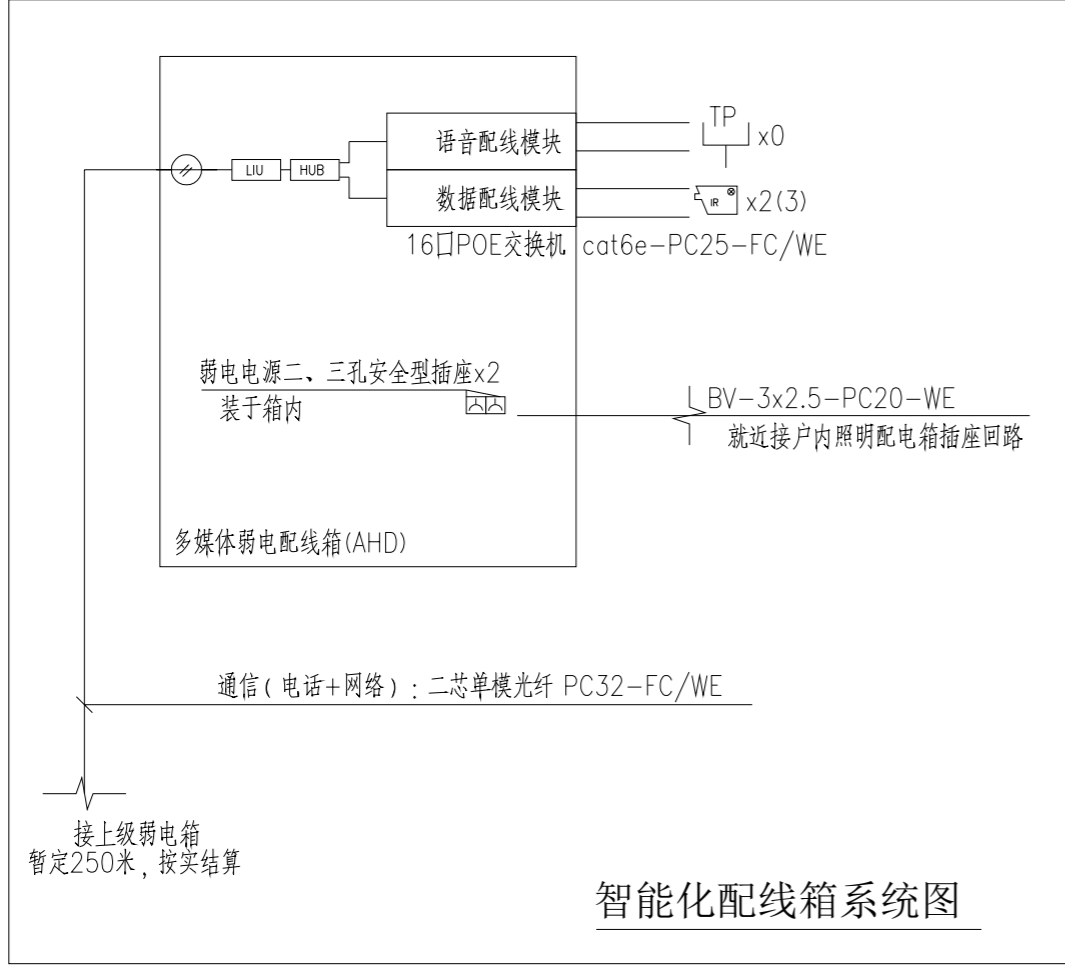 语音配线模块
TP
x0
LIU
HUB
数据配线模块
IR
x2(3)
16口POE交换机
cat6e-PC25-FC/WE
弱电电源二、三孔安全型插座x2
装于箱内
BV-3x2.5-PC20-WE
就近接户内照明配电箱插座回路
多媒体弱电配线箱(AHD)
通信(电话+网络):二芯单模光纤 PC32-FC/WE
接上级弱电箱
暂定250米,按实结算
智能化配线箱系统图